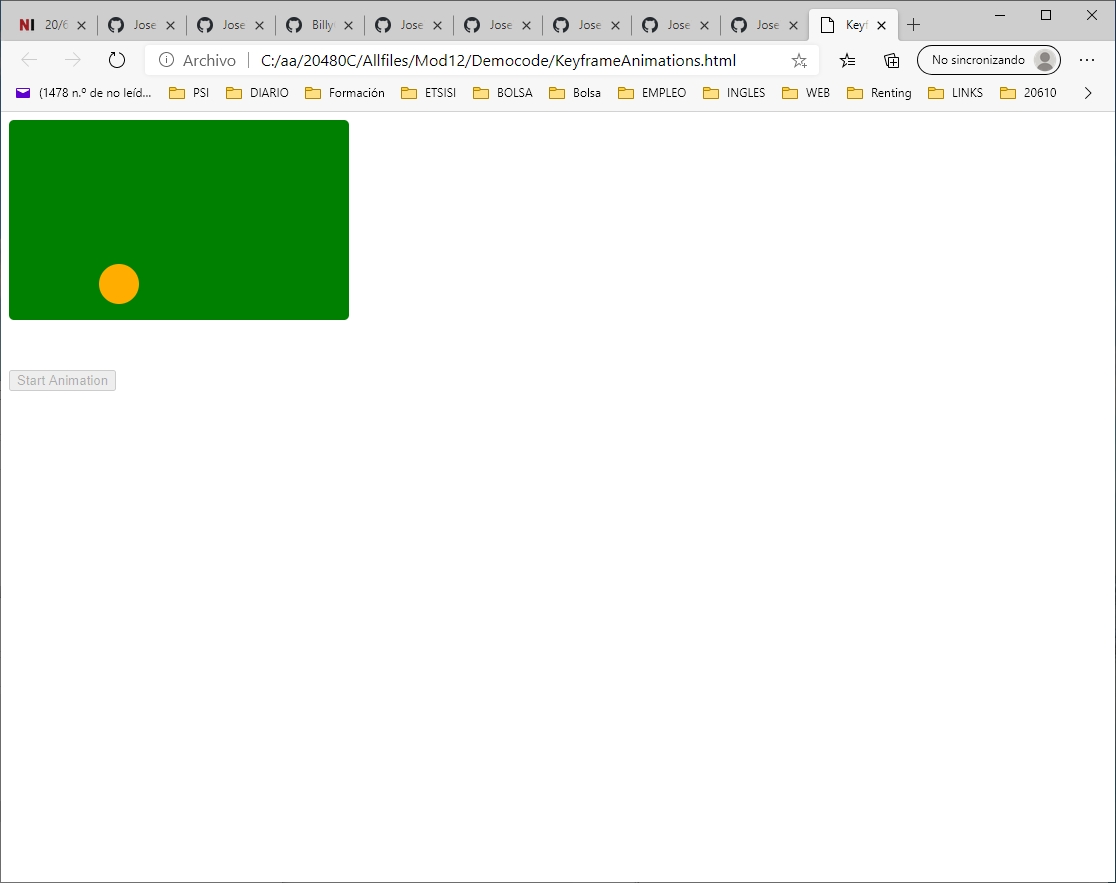 NI 20/6 Jose Jose Billy Jose Jose Jose Jose Jose Keyf
Archivo C:/aa/20480C/Allfiles/Mod12/Democode/KeyframeAnimations.html No sincronizando
(1478 n.º de no leíd... PSI DIARIO Formación ETSISI BOLSA Bolsa EMPLEO INGLES WEB Renting LINKS 20610
Start Animation